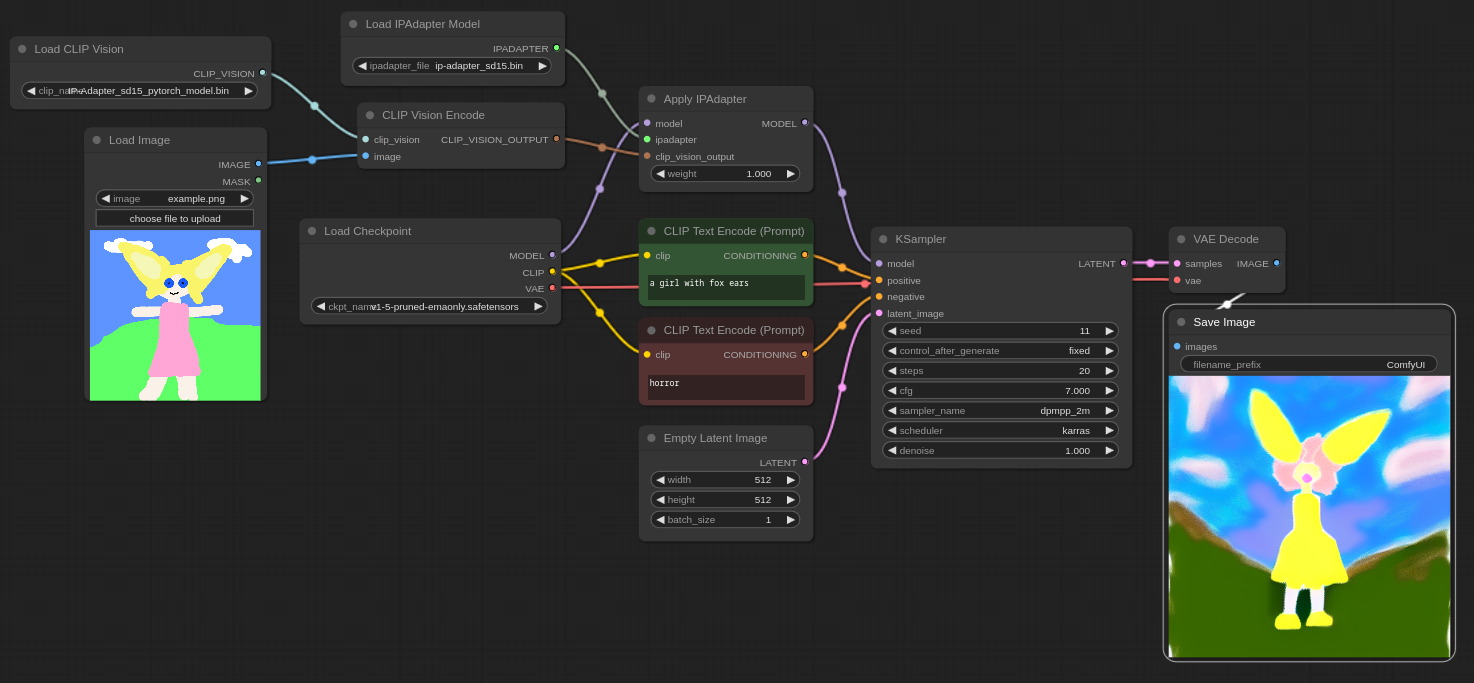 Load CLIP Vision
CLIP_VISION
IP-Adapter_sd15_pytorch_model.bin
Load Image
IMAGE
MASK
image example.png
choose file to upload
Load IPAdapter Model
IPADAPTER
ipadapter_file ip-adapter_sd15.bin
CLIP Vision Encode
clip_vision CLIP_VISION_OUTPUT
image
Load Checkpoint
MODEL
CLIP
VAE
v1-5-pruned-emaonly.safetensors
Apply IPAdapter
model MODEL
ipadapter
clip_vision_output
weight 1.000
CLIP Text Encode (Prompt)
clip CONDITIONING
a girl with fox ears
CLIP Text Encode (Prompt)
clip CONDITIONING
horror
Empty Latent Image
LATENT
width 512
height 512
batch_size 1
KSampler
model LATENT
positive
negative
latent_image
seed 11
control_after_generate fixed
steps 20
cfg 7.000
sampler_name dpmpp_2m
scheduler karras
denoise 1.000
VAE Decode
samples IMAGE
vae
Save Image
images
filename_prefix ComfyUI